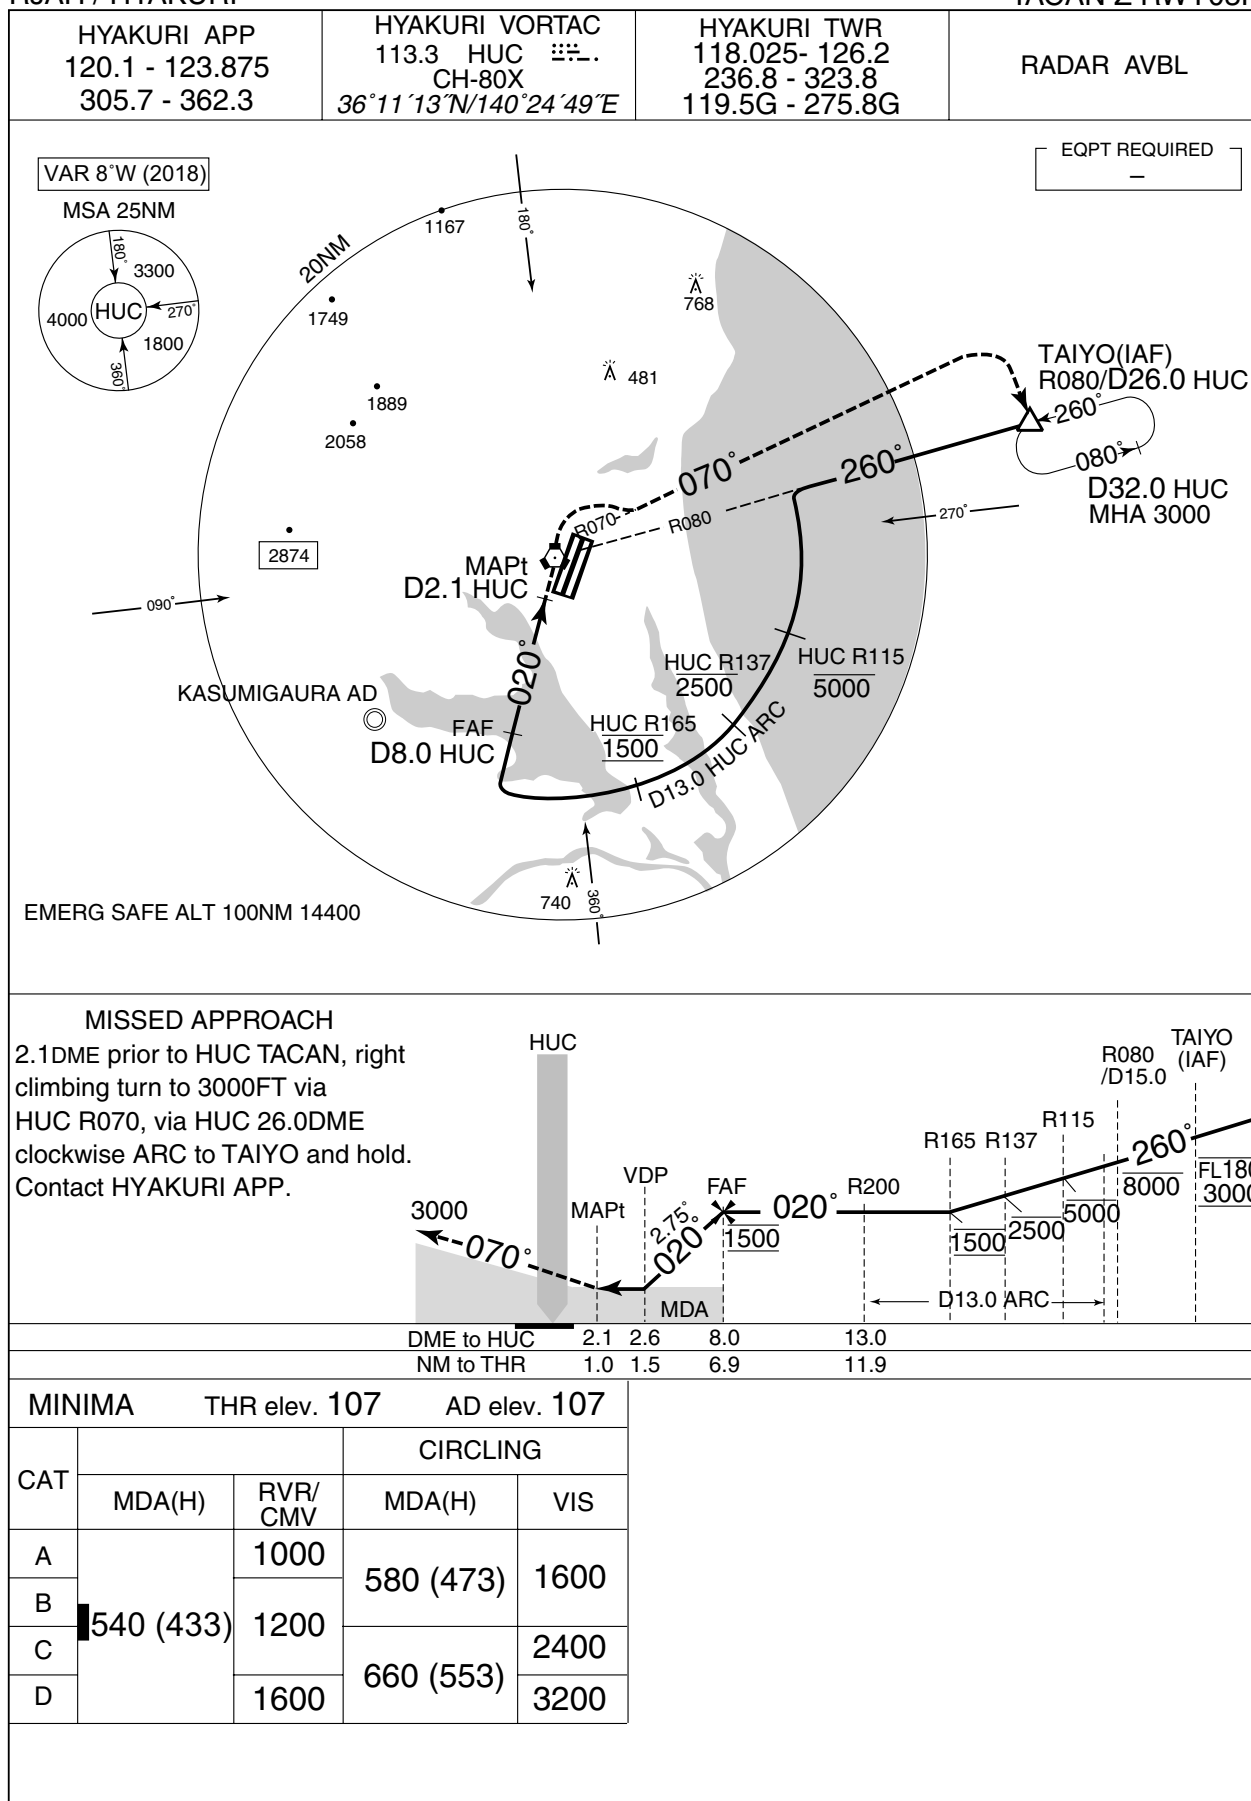 HYAKURI APP
120.1 - 123.875
305.7 - 362.3
HYAKURI VORTAC
113.3 HUC
CH-80X
36°11´13˝N/140°24´49˝E
HYAKURI TWR
118.025- 126.2
236.8 - 323.8
119.5G - 275.8G
RADAR AVBL
VAR 8°W (2018)
MSA 25NM
180°
3300
HUC
270°
4000
1800
360°
EQPT REQUIRED
–
1167
180°
20NM
768
1749
481
1889
2058
TAIYO(IAF)
R080/D26.0 HUC
260°
080°
D32.0 HUC
MHA 3000
070°
260°
R070
R080
270°
2874
MAPt
D2.1 HUC
090°
020°
HUC R137
2500
HUC R115
5000
KASUMIGAURA AD
FAF
D8.0 HUC
HUC R165
1500
D13.0 HUC ARC
740
360°
EMERG SAFE ALT 100NM 14400
MISSED APPROACH
2.1DME prior to HUC TACAN, right
climbing turn to 3000FT via
HUC R070, via HUC 26.0DME
clockwise ARC to TAIYO and hold.
Contact HYAKURI APP.
HUC
TAIYO
(IAF)
R080
/D15.0
R115
R165 R137
260°
VDP
FAF
R200
8000
FL180
3000
3000
MAPt
2.75°
020°
020°
1500
1500
2500
5000
070°
MDA
D13.0 ARC
DME to HUC 2.1 2.6 8.0 13.0
NM to THR 1.0 1.5 6.9 11.9
MINIMA THR elev. 107 AD elev. 107
CAT
CIRCLING
MDA(H)
RVR/
CMV
MDA(H)
VIS
A
1000
580 (473)
1600
B
540 (433)
1200
C
2400
660 (553)
D
1600
3200